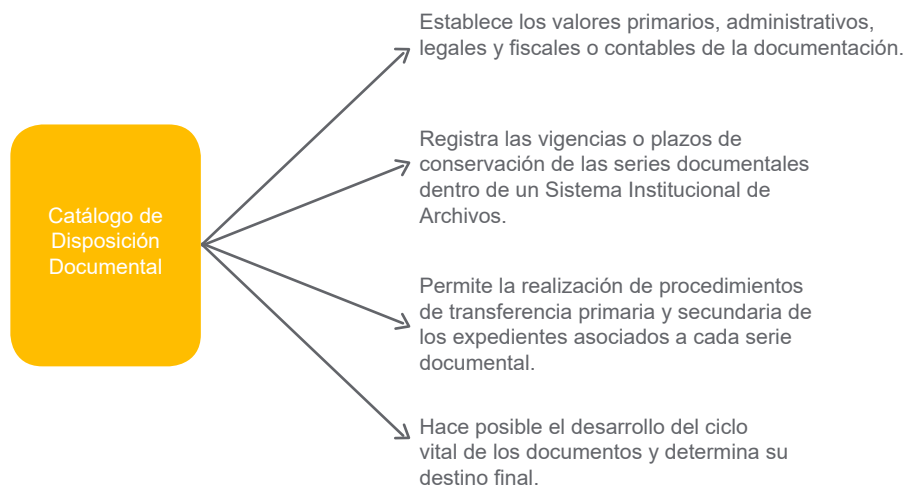 Establece los valores primarios, administrativos,
legales y fiscales o contables de la documentación.
Registra las vigencias o plazos de
conservación de las series documentales
dentro de un Sistema Institucional de
Archivos.
Catálogo de
Disposición
Documental
Permite la realización de procedimientos
de transferencia primaria y secundaria de
los expedientes asociados a cada serie
documental.
Hace posible el desarrollo del ciclo
vital de los documentos y determina su
destino final.